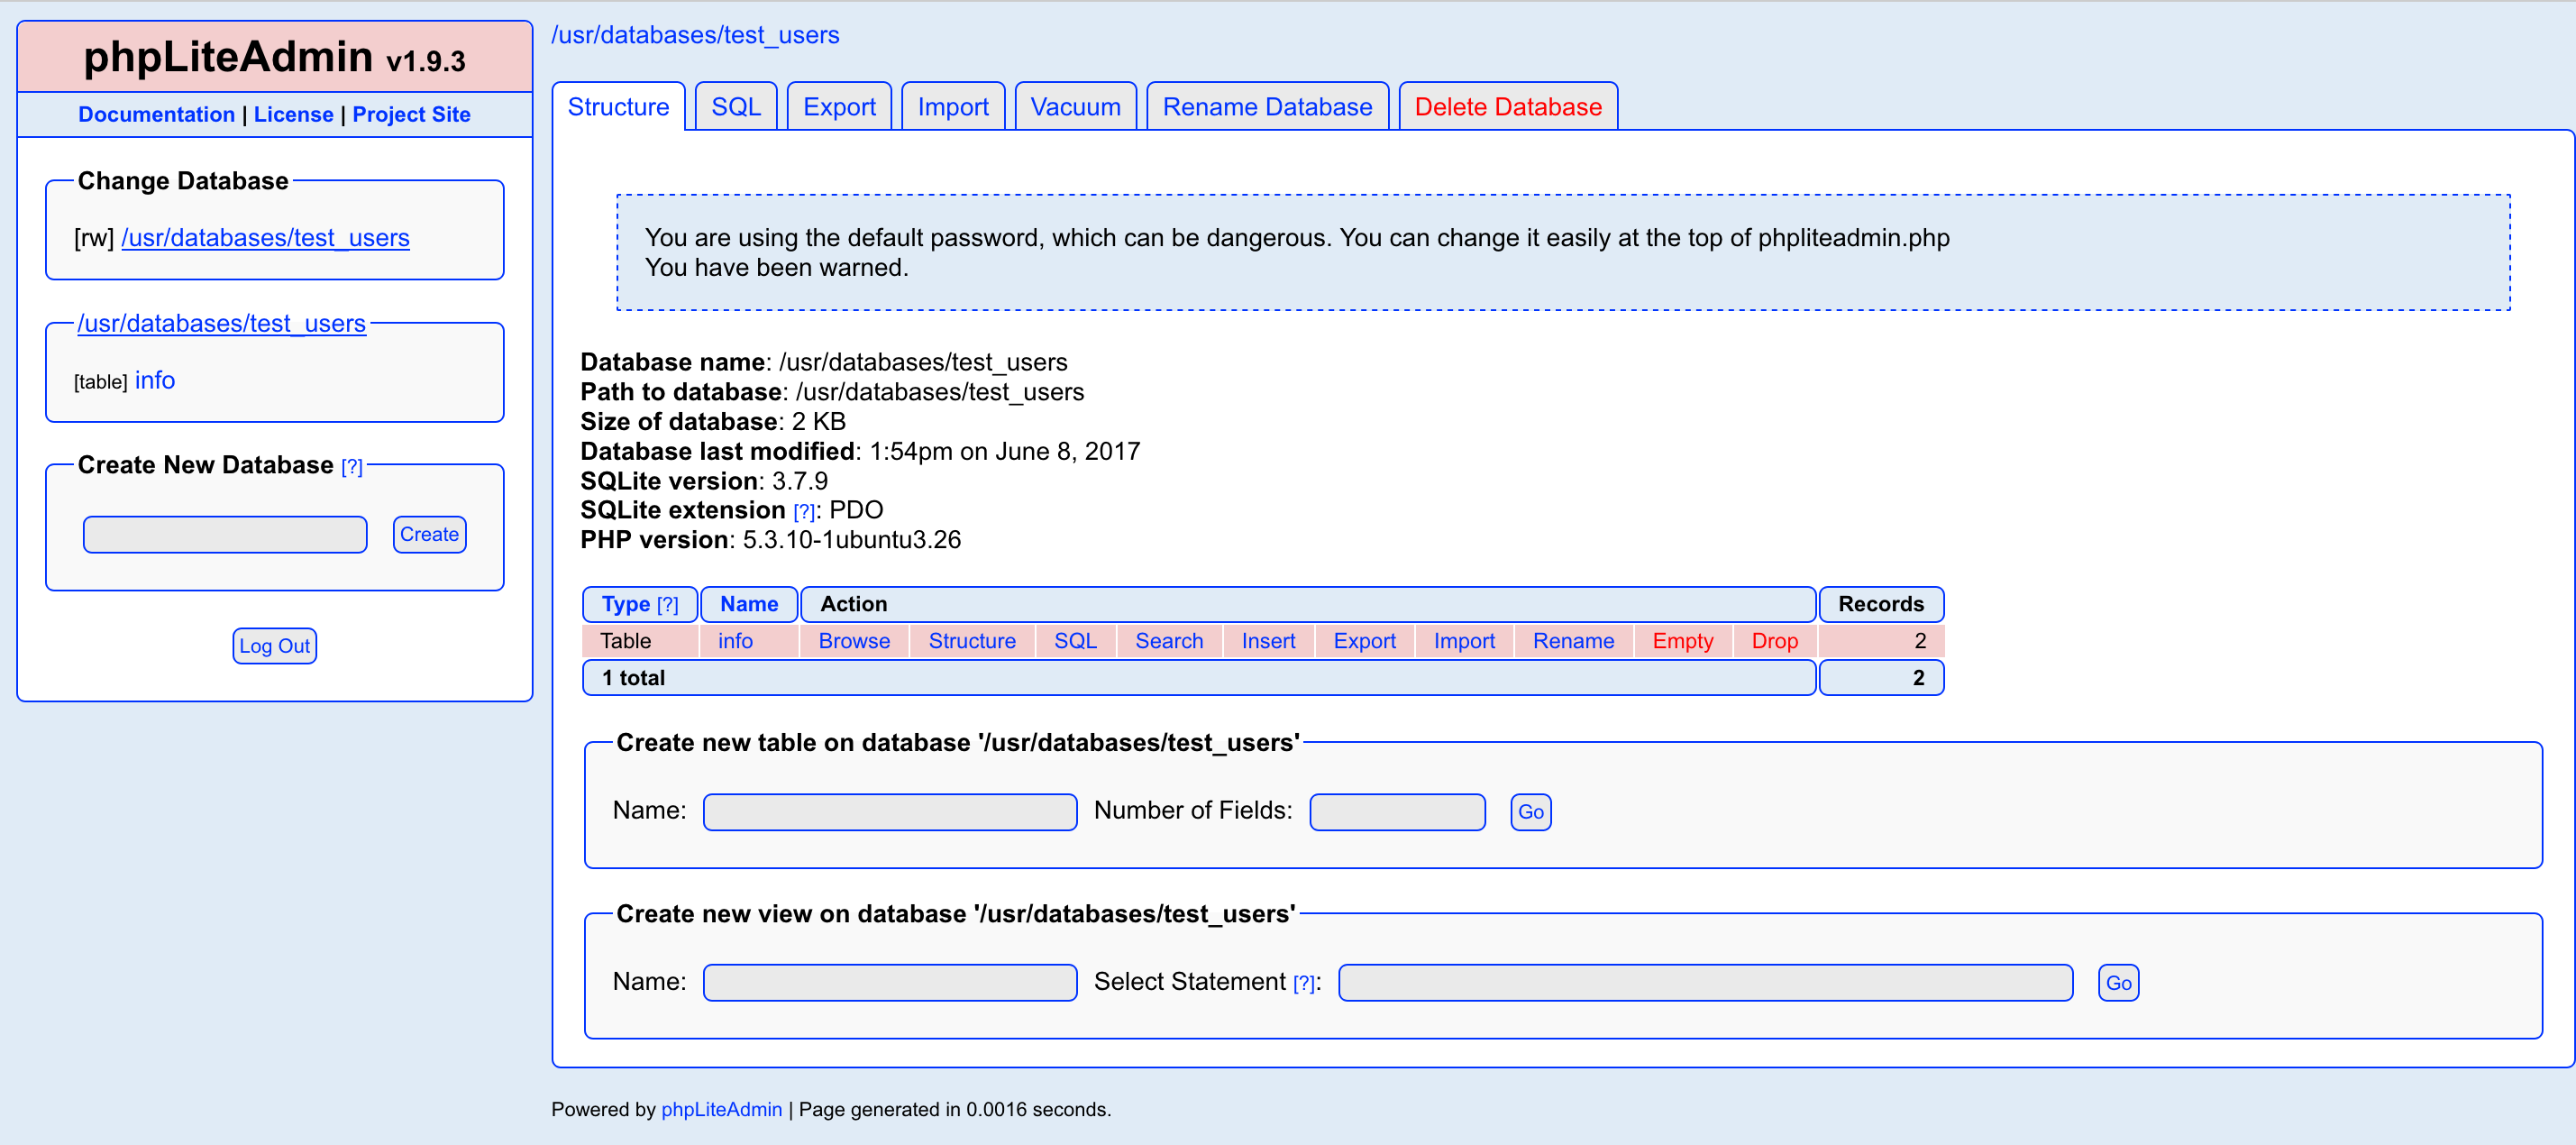 phpLiteAdmin v1.9.3
Documentation | License | Project Site
Change Database
[rw] /usr/databases/test_users
/usr/databases/test_users
[table] info
Create New Database [?]
Create
Log Out
/usr/databases/test_users
Structure SQL Export Import Vacuum Rename Database Delete Database
You are using the default password, which can be dangerous. You can change it easily at the top of phpliteadmin.php
You have been warned.
Database name: /usr/databases/test_users
Path to database: /usr/databases/test_users
Size of database: 2 KB
Database last modified: 1:54pm on June 8, 2017
SQLite version: 3.7.9
SQLite extension [?]: PDO
PHP version: 5.3.10-1ubuntu3.26
Type [?] Name Action Records
Table info Browse Structure SQL Search Insert Export Import Rename Empty Drop 2
1 total 2
Create new table on database '/usr/databases/test_users'
Name: Number of Fields: Go
Create new view on database '/usr/databases/test_users'
Name: Select Statement [?]: Go
Powered by phpLiteAdmin | Page generated in 0.0016 seconds.